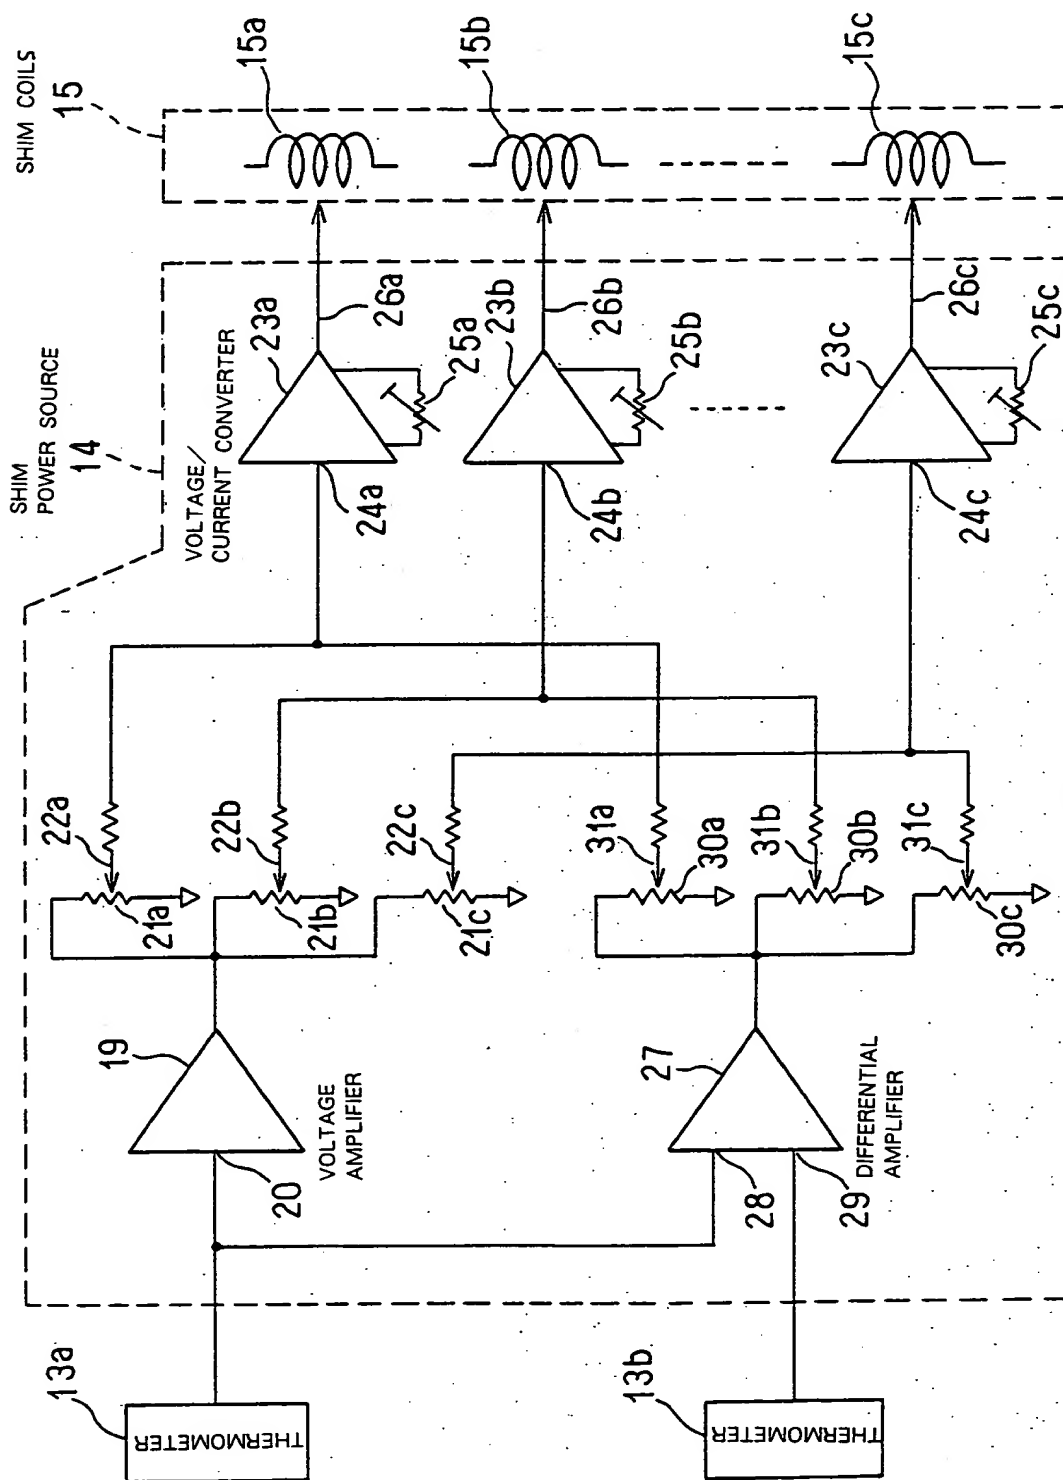 SHIM COILS
15
15a
15b
15c
SHIM
POWER SOURCE
14
VOLTAGE/
CURRENT CONVERTER
23a
23b
23c
24a
24b
24c
25a
25b
25c
26a
26b
26c
22a
22b
22c
21a
21b
21c
31a
31b
31c
30a
30b
30c
19
20
VOLTAGE
AMPLIFIER
27
28
29
DIFFERENTIAL
AMPLIFIER
13a
THERMOMETER
13b
THERMOMETER